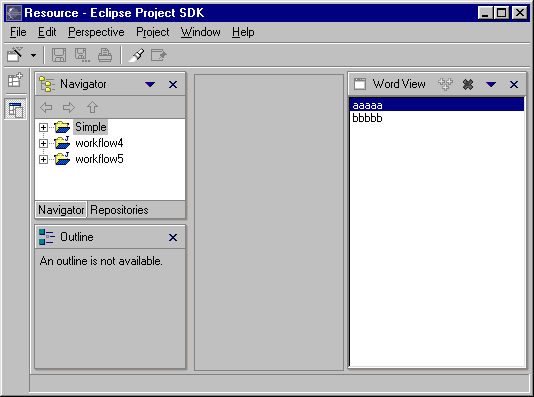 Resource - Eclipse Project SDK
File Edit Perspective Project Window Help
Navigator
Simple
workflow4
workflow5
Navigator Repositories
Outline
An outline is not available.
Word View
aaaaa
bbbbb